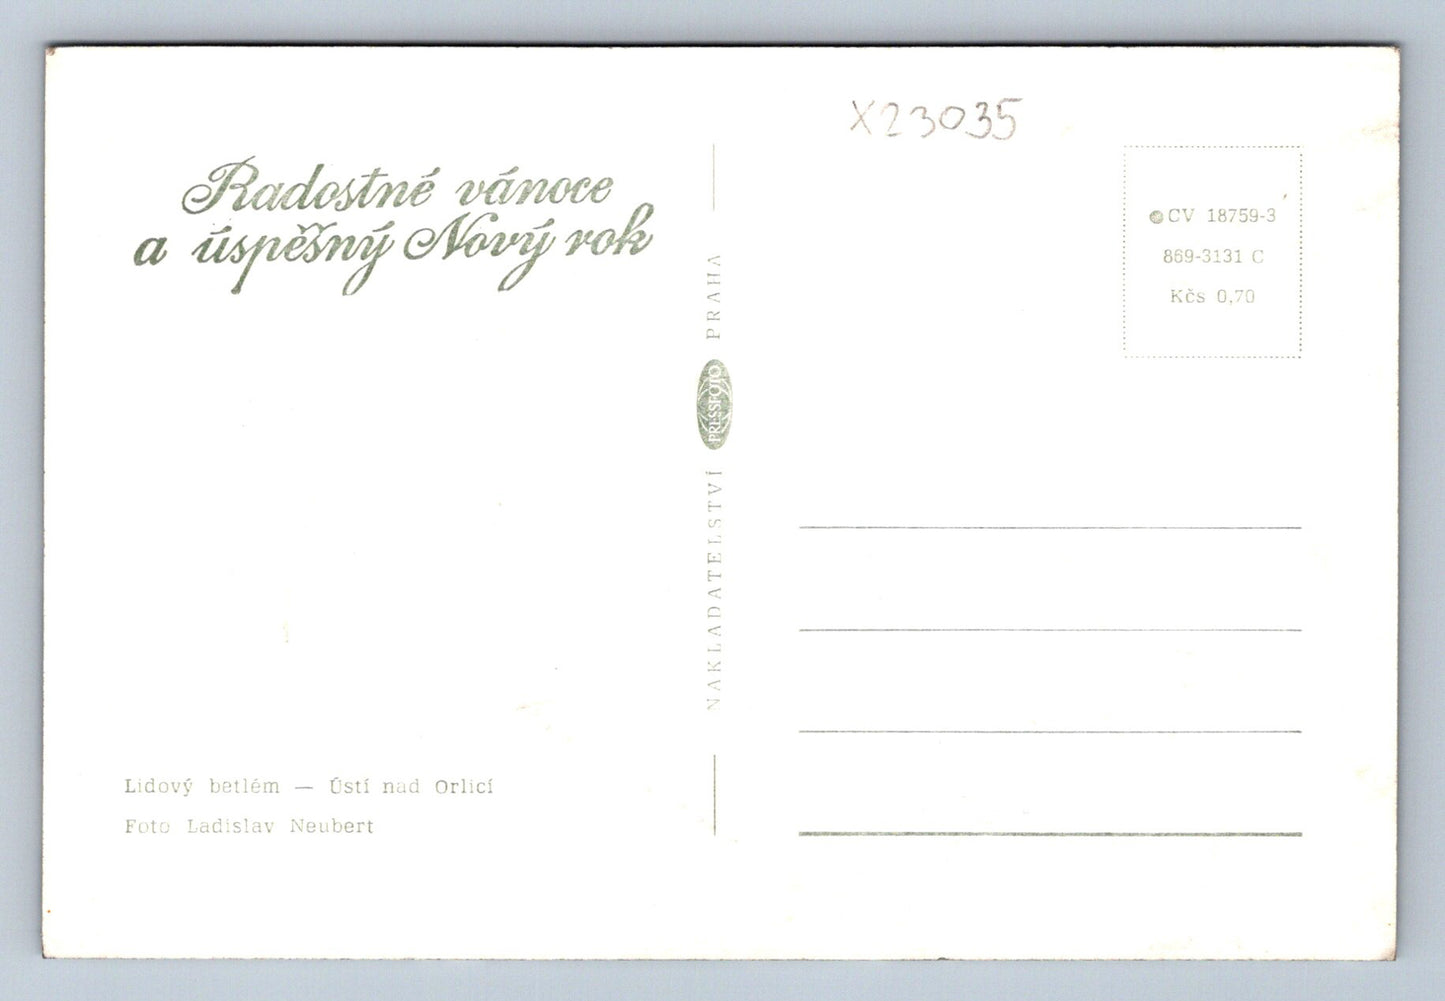 X23035
Radostné vánoce
a úspěšný Nový rok
CV 18759-3
869-3131 C
Kčs 0,70
NAKLADATELSTVÍ PRESSFOTO PRAHA
Lidový betlém — Ústí nad Orlicí
Foto Ladislav Neubert